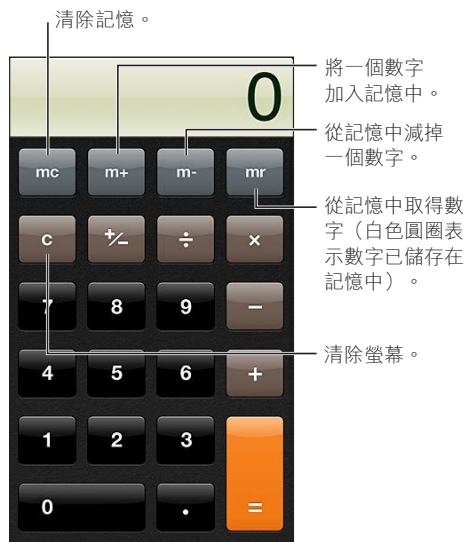 清除記憶。
將一個數字
加入記憶中。
從記憶中減掉
一個數字。
從記憶中取得數
字（白色圓圈表
示數字已儲存在
記憶中）。
清除螢幕。
0
mc m+ m- mr
c +/− ÷ ×
7 8 9 −
4 5 6 +
1 2 3
0 . =